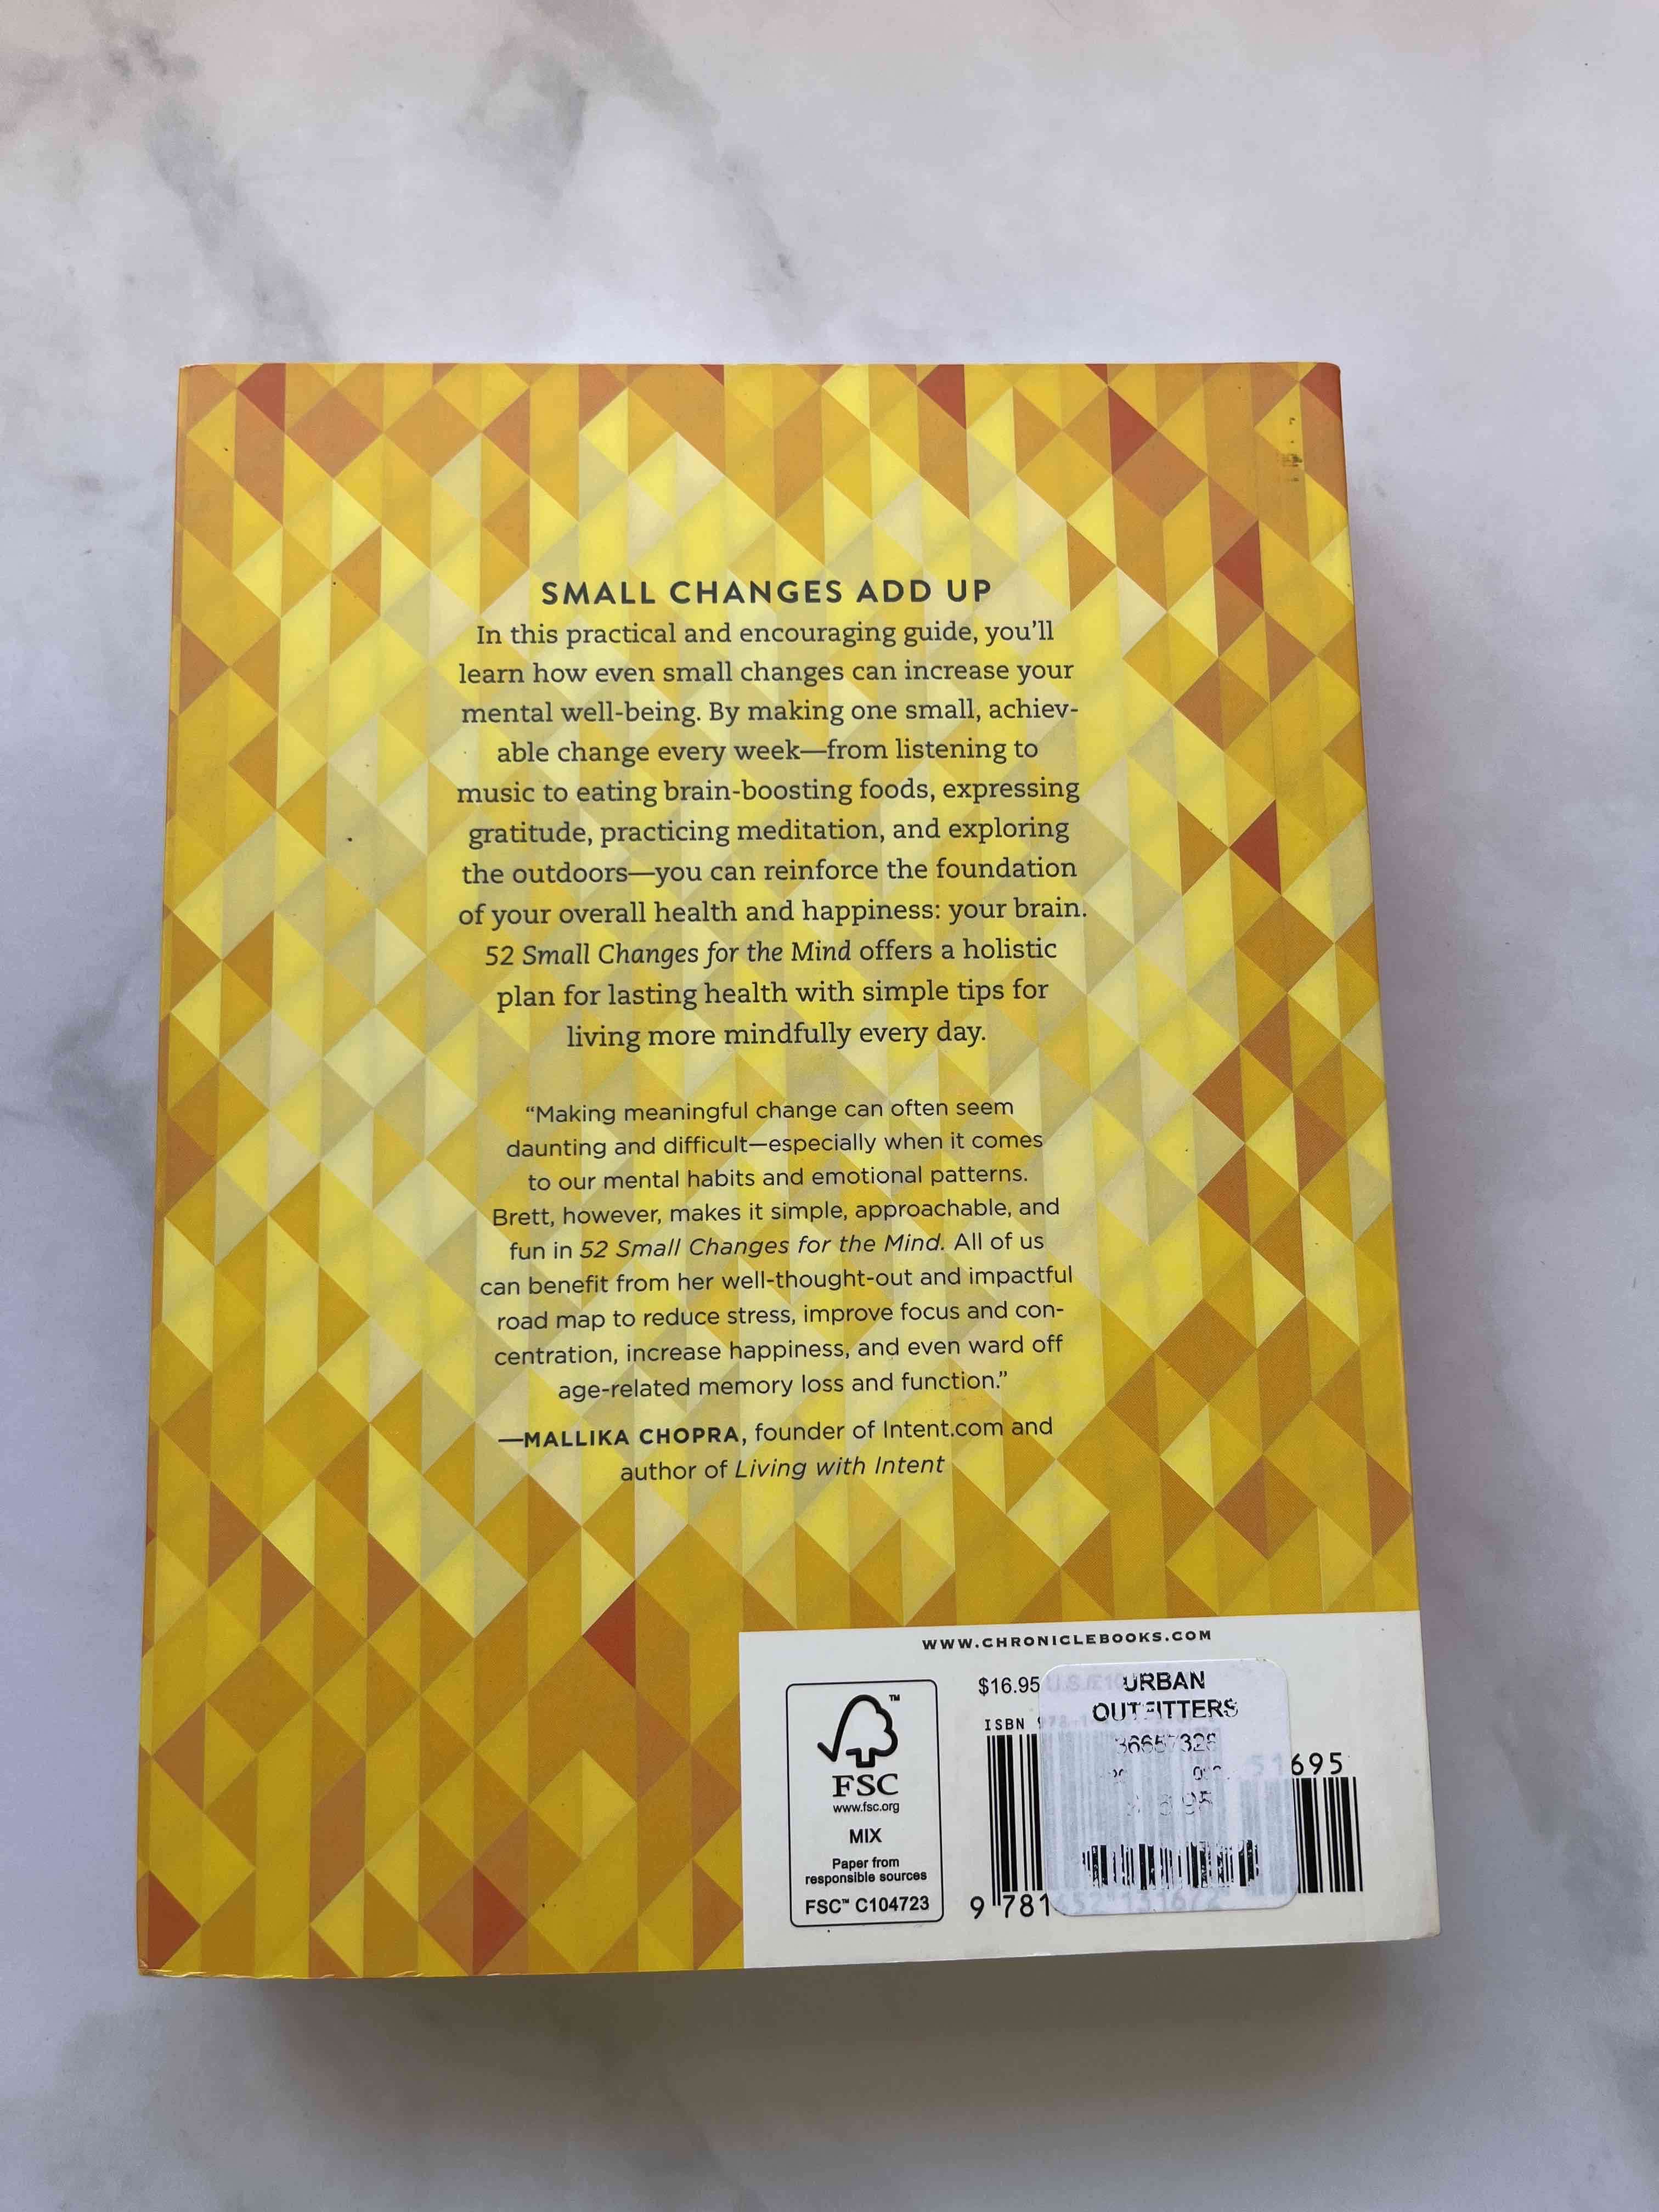 SMALL CHANGES ADD UP
In this practical and encouraging guide, you'll
learn how even small changes can increase your
mental well-being. By making one small, achiev-
able change every week—from listening to
music to eating brain-boosting foods, expressing
gratitude, practicing meditation, and exploring
the outdoors—you can reinforce the foundation
of your overall health and happiness: your brain.
52 Small Changes for the Mind offers a holistic
plan for lasting health with simple tips for
living more mindfully every day.
“Making meaningful change can often seem
daunting and difficult—especially when it comes
to our mental habits and emotional patterns.
Brett, however, makes it simple, approachable, and
fun in 52 Small Changes for the Mind. All of us
can benefit from her well-thought-out and impactful
road map to reduce stress, improve focus and con-
centration, increase happiness, and even ward off
age-related memory loss and function.”
—MALLIKA CHOPRA, founder of Intent.com and
author of Living with Intent
WWW.CHRONICLEBOOKS.COM
FSC™
www.fsc.org
MIX
Paper from
responsible sources
FSC™ C104723
$16.95
ISBN
URBAN
OUTFITTERS
51695
9 781